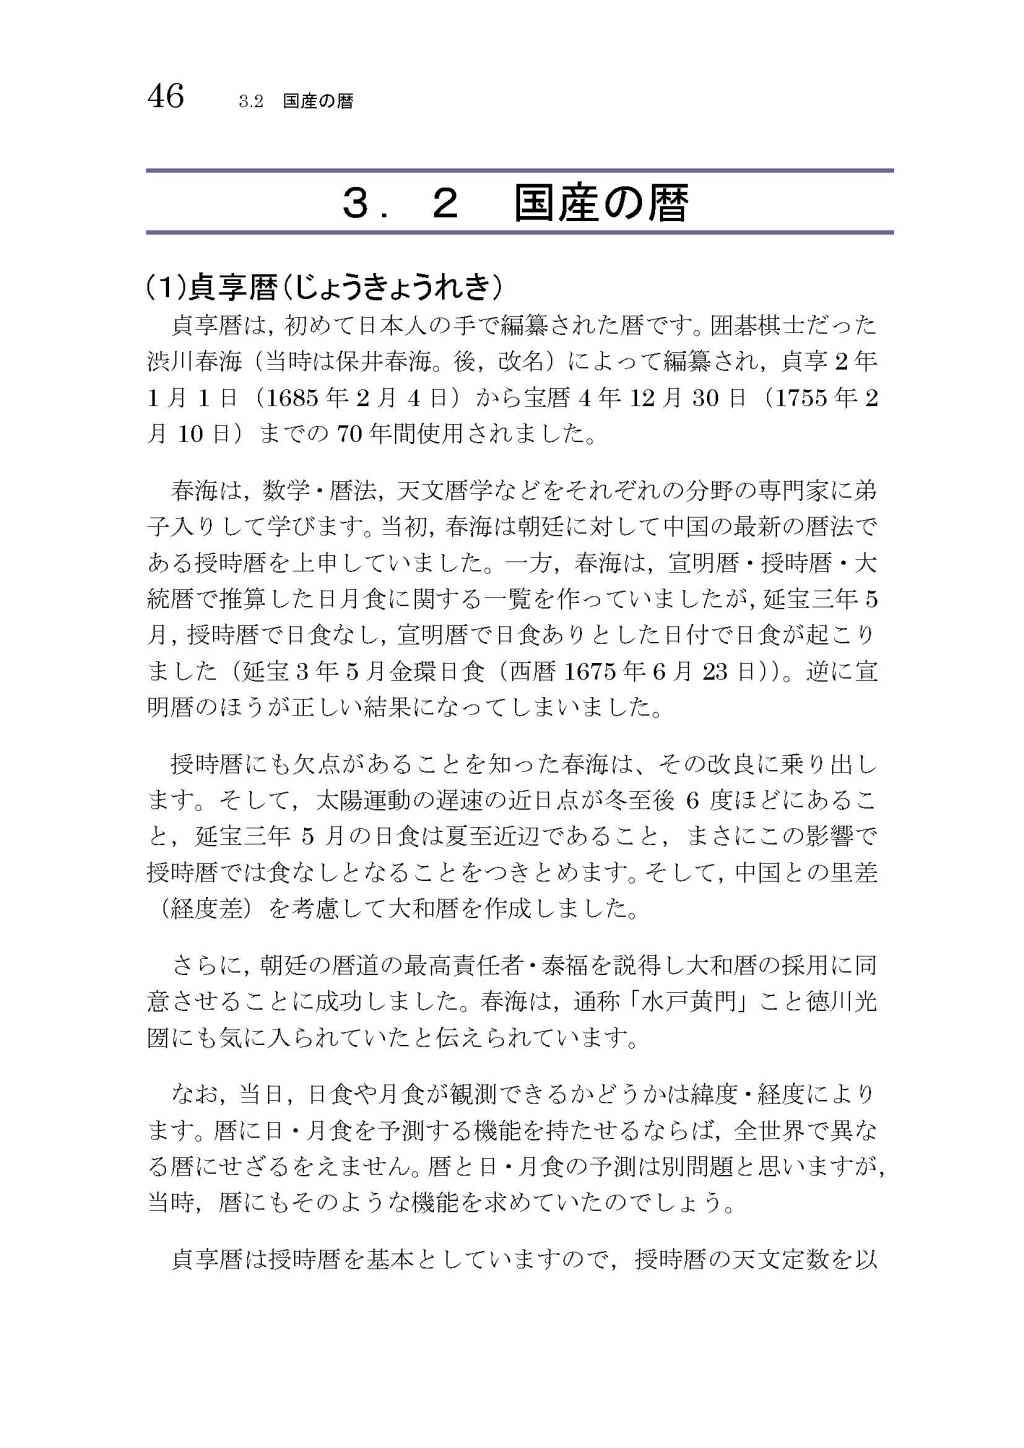 46 3.2 国産の暦
３．２ 国産の暦
(1)貞享暦(じょうきょうれき)
貞享暦は, 初めて日本人の手で編纂された暦です。囲碁棋士だった
渋川春海（当時は保井春海。後, 改名）によって編纂され, 貞享 2 年
1 月 1 日（1685 年 2 月 4 日）から宝暦 4 年 12 月 30 日（1755 年 2
月 10 日）までの 70 年間使用されました。
春海は, 数学・暦法, 天文暦学などをそれぞれの分野の専門家に弟
子入りして学びます。当初, 春海は朝廷に対して中国の最新の暦法で
ある授時暦を上申していました。一方, 春海は, 宣明暦・授時暦・大
統暦で推算した日月食に関する一覧を作っていましたが, 延宝三年 5
月, 授時暦で日食なし, 宣明暦で日食ありとした日付で日食が起こり
ました（延宝 3 年 5 月金環日食（西暦 1675 年 6 月 23 日））。逆に宣
明暦のほうが正しい結果になってしまいました。
授時暦にも欠点があることを知った春海は、その改良に乗り出し
ます。そして, 太陽運動の遅速の近日点が冬至後 6 度ほどにあるこ
と, 延宝三年 5 月の日食は夏至近辺であること, まさにこの影響で
授時暦では食なしとなることをつきとめます。そして, 中国との里差
（経度差）を考慮して大和暦を作成しました。
さらに, 朝廷の暦道の最高責任者・泰福を説得し大和暦の採用に同
意させることに成功しました。春海は, 通称「水戸黄門」こと徳川光
圀にも気に入られていたと伝えられています。
なお, 当日, 日食や月食が観測できるかどうかは緯度・経度により
ます。暦に日・月食を予測する機能を持たせるならば, 全世界で異な
る暦にせざるをえません。暦と日・月食の予測は別問題と思いますが,
当時, 暦にもそのような機能を求めていたのでしょう。
貞享暦は授時暦を基本としていますので, 授時暦の天文定数を以